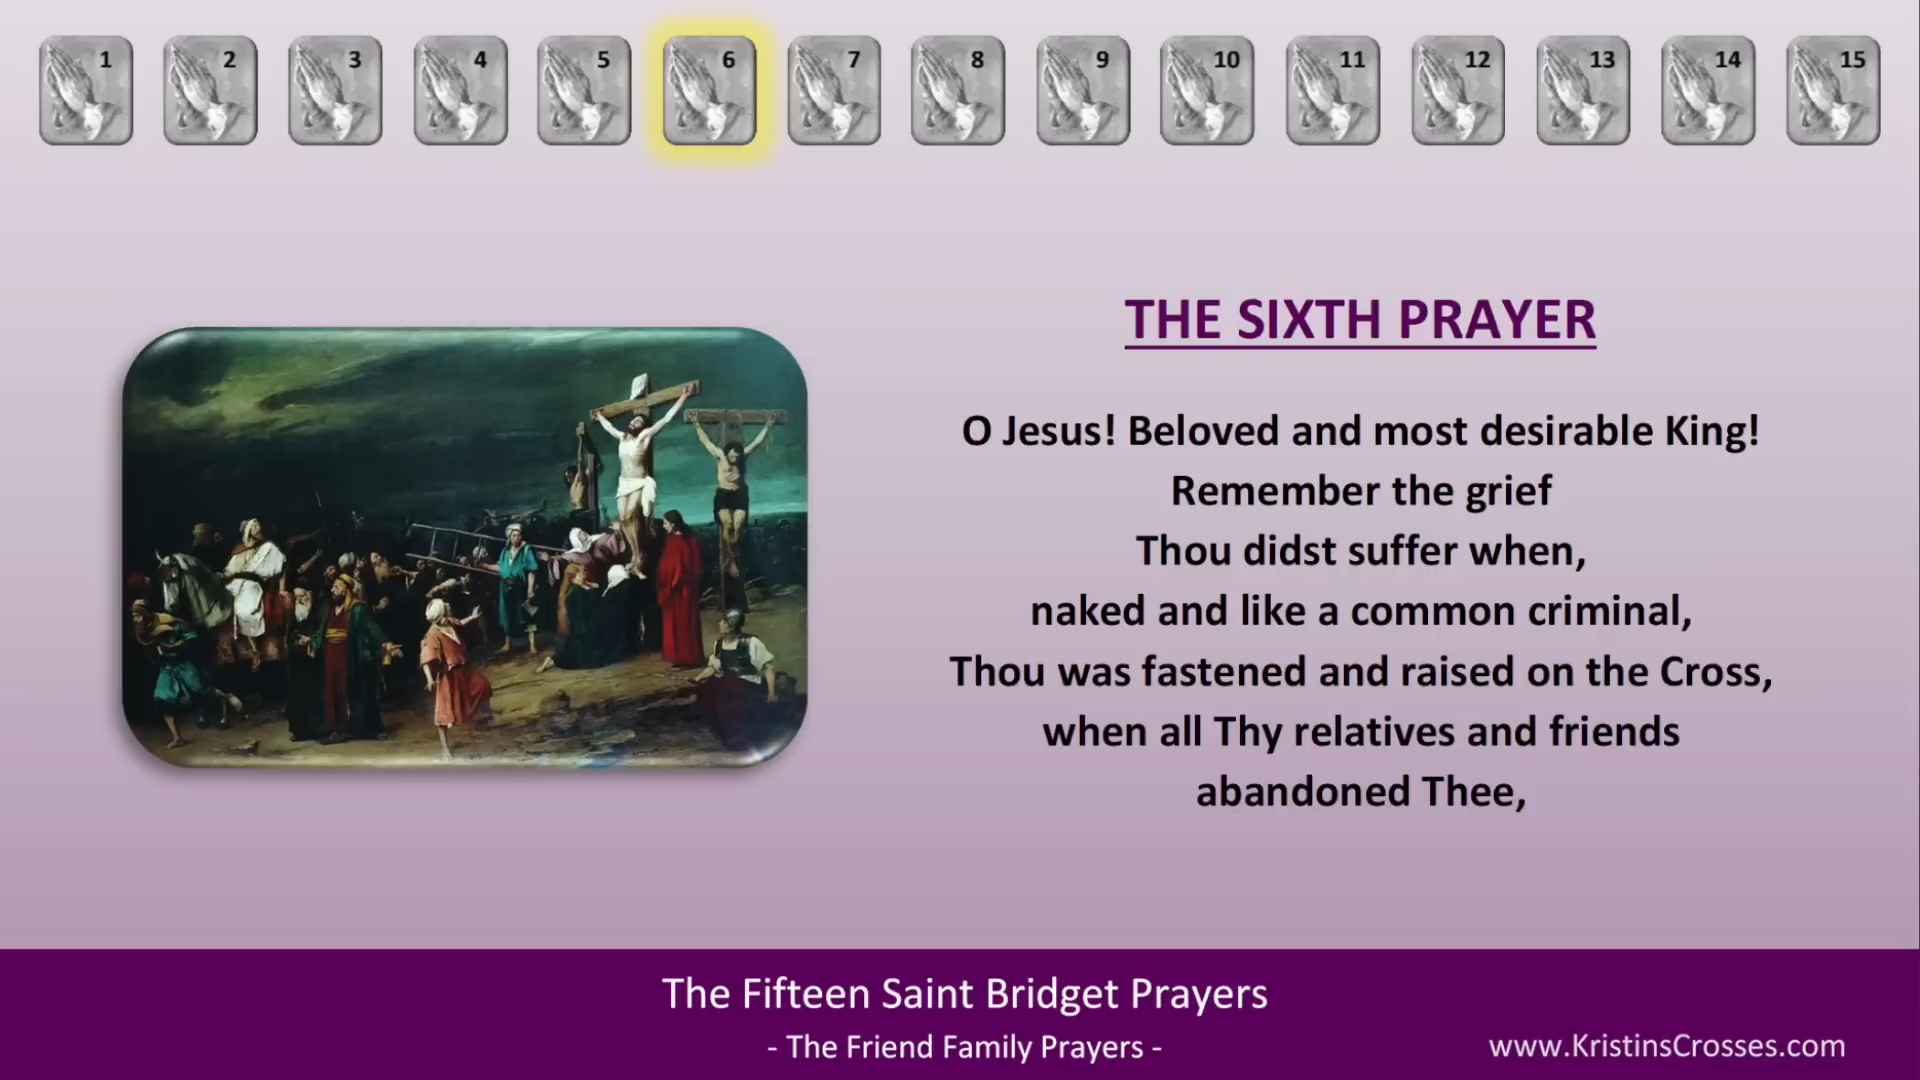 1 2 3 4 5 6 7 8 9 10 11 12 13 14 15
THE SIXTH PRAYER
O Jesus! Beloved and most desirable King!
Remember the grief
Thou didst suffer when,
naked and like a common criminal,
Thou was fastened and raised on the Cross,
when all Thy relatives and friends
abandoned Thee,
The Fifteen Saint Bridget Prayers
- The Friend Family Prayers -
www.KristinsCrosses.com